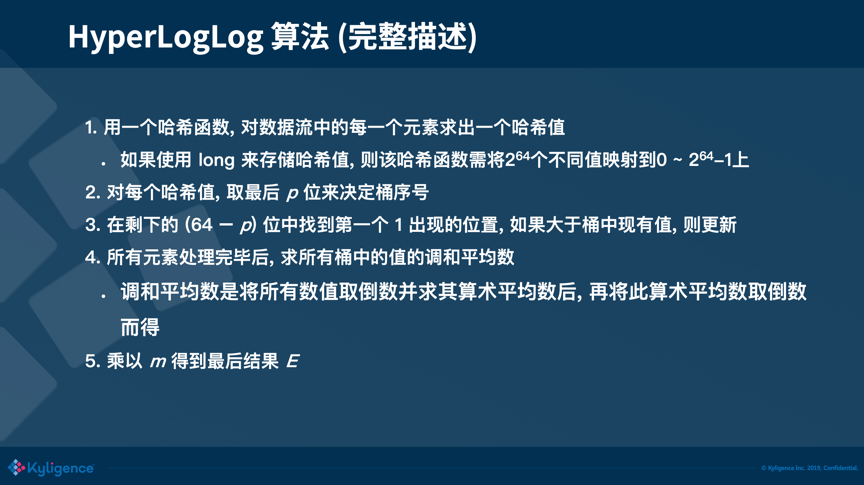 HyperLogLog 算法 (完整描述)
1. 用一个哈希函数, 对数据流中的每一个元素求出一个哈希值
. 如果使用 long 来存储哈希值, 则该哈希函数需将2⁶⁴个不同值映射到0 ~ 2⁶⁴–1上
2. 对每个哈希值, 取最后 p 位来决定桶序号
3. 在剩下的 (64 – p) 位中找到第一个 1 出现的位置, 如果大于桶中现有值, 则更新
4. 所有元素处理完毕后, 求所有桶中的值的调和平均数
. 调和平均数是将所有数值取倒数并求其算术平均数后, 再将此算术平均数取倒数
而得
5. 乘以 m 得到最后结果 E
Kyligence
© Kyligence Inc. 2019, Confidential.